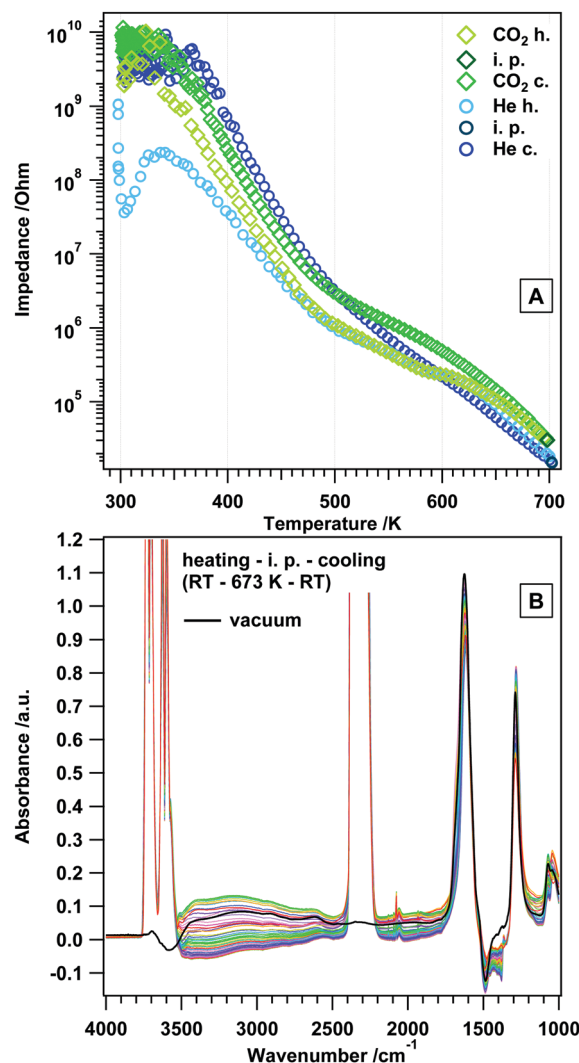 10^10
10^9
10^8
10^7
10^6
10^5
Impedance /Ohm
CO₂ h.
i. p.
CO₂ c.
He h.
i. p.
He c.
A
300
400
500
600
700
Temperature /K
1.2
1.1
1.0
0.9
0.8
0.7
0.6
0.5
0.4
0.3
0.2
0.1
0.0
-0.1
Absorbance /a.u.
heating - i. p. - cooling
(RT - 673 K - RT)
vacuum
B
4000
3500
3000
2500
2000
1500
1000
Wavenumber /cm⁻¹